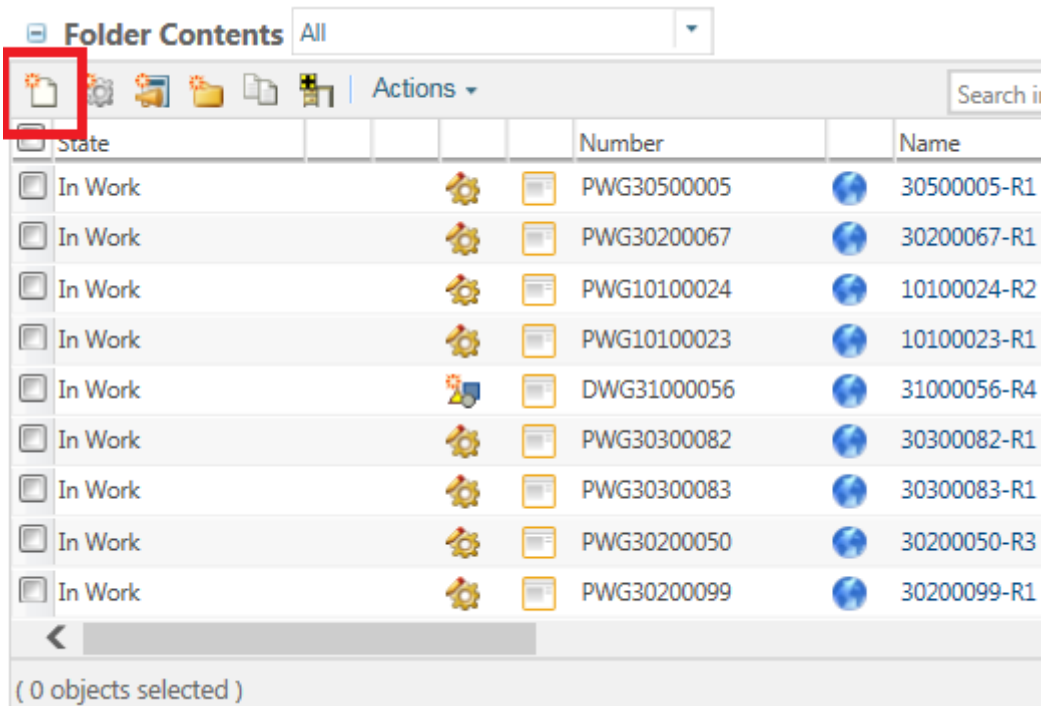 Folder Contents All
Actions
Search
State Number Name
In Work PWG30500005 30500005-R1
In Work PWG30200067 30200067-R1
In Work PWG10100024 10100024-R2
In Work PWG10100023 10100023-R1
In Work DWG31000056 31000056-R4
In Work PWG30300082 30300082-R1
In Work PWG30300083 30300083-R1
In Work PWG30200050 30200050-R3
In Work PWG30200099 30200099-R1
( 0 objects selected )